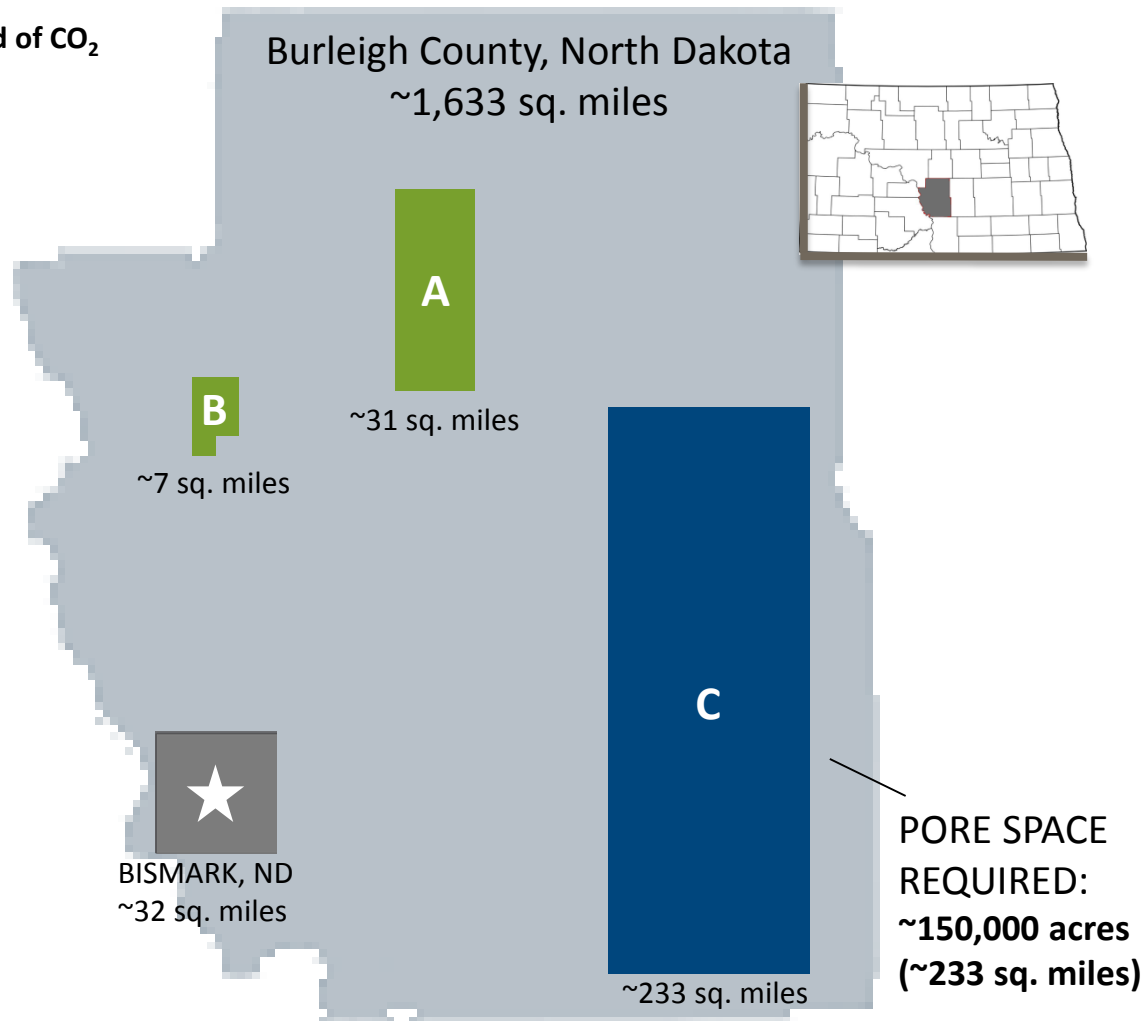 d of CO₂
Burleigh County, North Dakota
~1,633 sq. miles
A
~31 sq. miles
B
~7 sq. miles
C
~233 sq. miles
BISMARK, ND
~32 sq. miles
PORE SPACE
REQUIRED:
~150,000 acres
(~233 sq. miles)